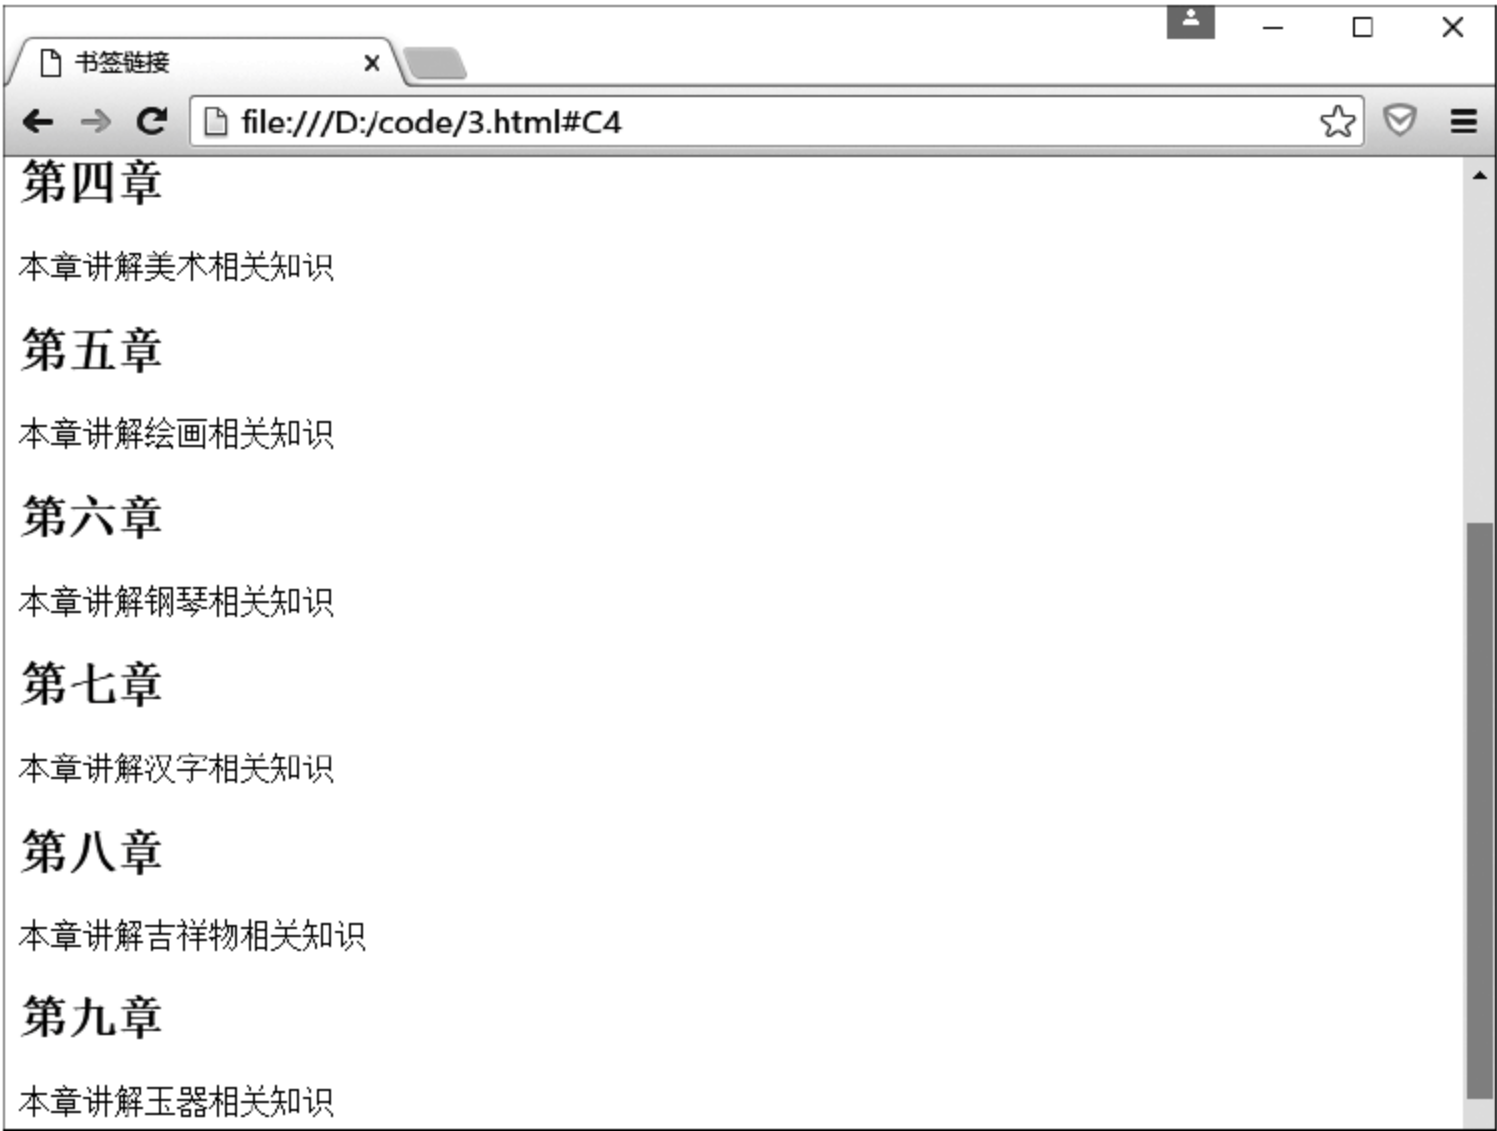 书签链接
file:///D:/code/3.html#C4
第四章
本章讲解美术相关知识
第五章
本章讲解绘画相关知识
第六章
本章讲解钢琴相关知识
第七章
本章讲解汉字相关知识
第八章
本章讲解吉祥物相关知识
第九章
本章讲解玉器相关知识